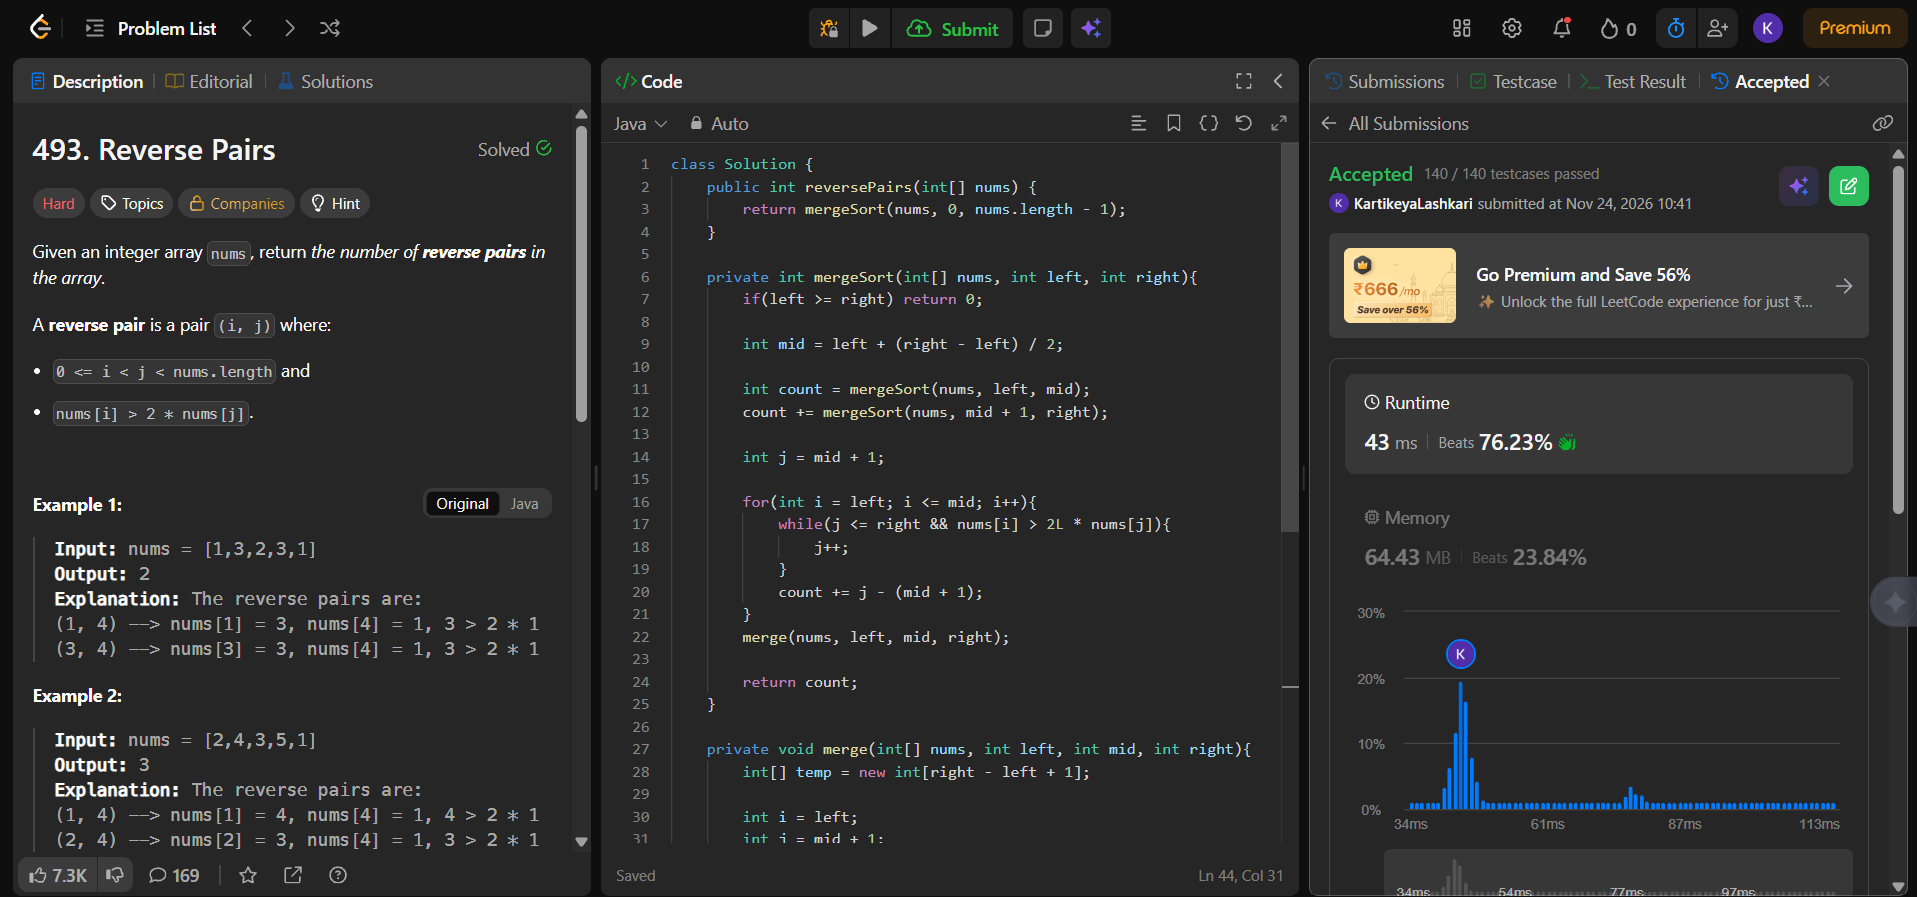 Problem List
Submit
0
K
Premium
Description
Editorial
Solutions
493. Reverse Pairs
Solved
Hard
Topics
Companies
Hint
Given an integer array nums, return the number of reverse pairs in
the array.
A reverse pair is a pair (i, j) where:
• 0 <= i < j < nums.length and
• nums[i] > 2 * nums[j].
Example 1:
Original
Java
Input: nums = [1,3,2,3,1]
Output: 2
Explanation: The reverse pairs are:
(1, 4) --> nums[1] = 3, nums[4] = 1, 3 > 2 * 1
(3, 4) --> nums[3] = 3, nums[4] = 1, 3 > 2 * 1
Example 2:
Input: nums = [2,4,3,5,1]
Output: 3
Explanation: The reverse pairs are:
(1, 4) --> nums[1] = 4, nums[4] = 1, 4 > 2 * 1
(2, 4) --> nums[2] = 3, nums[4] = 1, 3 > 2 * 1
7.3K
169
</> Code
Java
Auto
1 class Solution {
2 public int reversePairs(int[] nums) {
3 return mergeSort(nums, 0, nums.length - 1);
4 }
5
6 private int mergeSort(int[] nums, int left, int right){
7 if(left >= right) return 0;
8
9 int mid = left + (right - left) / 2;
10
11 int count = mergeSort(nums, left, mid);
12 count += mergeSort(nums, mid + 1, right);
13
14 int j = mid + 1;
15
16 for(int i = left; i <= mid; i++){
17 while(j <= right && nums[i] > 2L * nums[j]){
18 j++;
19 }
20 count += j - (mid + 1);
21 }
22 merge(nums, left, mid, right);
23
24 return count;
25 }
26
27 private void merge(int[] nums, int left, int mid, int right){
28 int[] temp = new int[right - left + 1];
29
30 int i = left;
31 int j = mid + 1;
Saved
Ln 44, Col 31
Submissions
Testcase
Test Result
Accepted
All Submissions
Accepted 140 / 140 testcases passed
K KartikeyaLashkari submitted at Nov 24, 2026 10:41
₹666 /mo
Save over 56%
Go Premium and Save 56%
Unlock the full LeetCode experience for just ₹...
Runtime
43 ms Beats 76.23%
Memory
64.43 MB Beats 23.84%
30%
K
20%
10%
0%
34ms 61ms 87ms 113ms
34ms 54ms 77ms 97ms